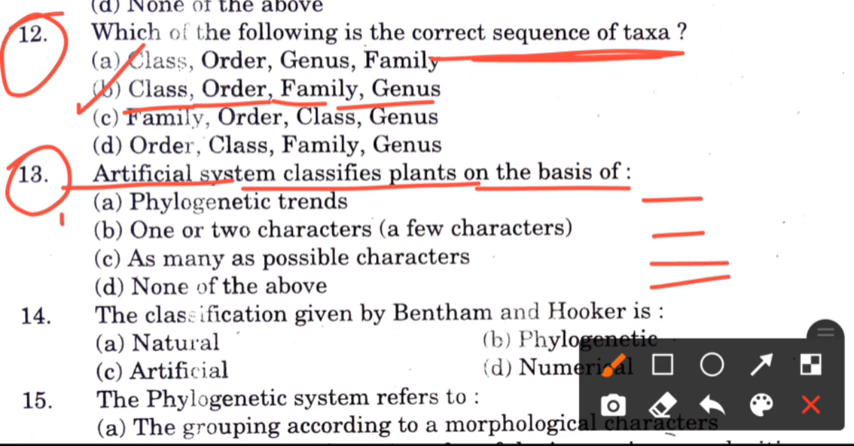 (d) None of the above
12. Which of the following is the correct sequence of taxa ?
(a) Class, Order, Genus, Family
(b) Class, Order, Family, Genus
(c) Family, Order, Class, Genus
(d) Order, Class, Family, Genus
13. Artificial system classifies plants on the basis of :
(a) Phylogenetic trends
(b) One or two characters (a few characters)
(c) As many as possible characters
(d) None of the above
14. The classification given by Bentham and Hooker is :
(a) Natural (b) Phylogenetic
(c) Artificial (d) Numerical
15. The Phylogenetic system refers to :
(a) The grouping according to a morphological characters